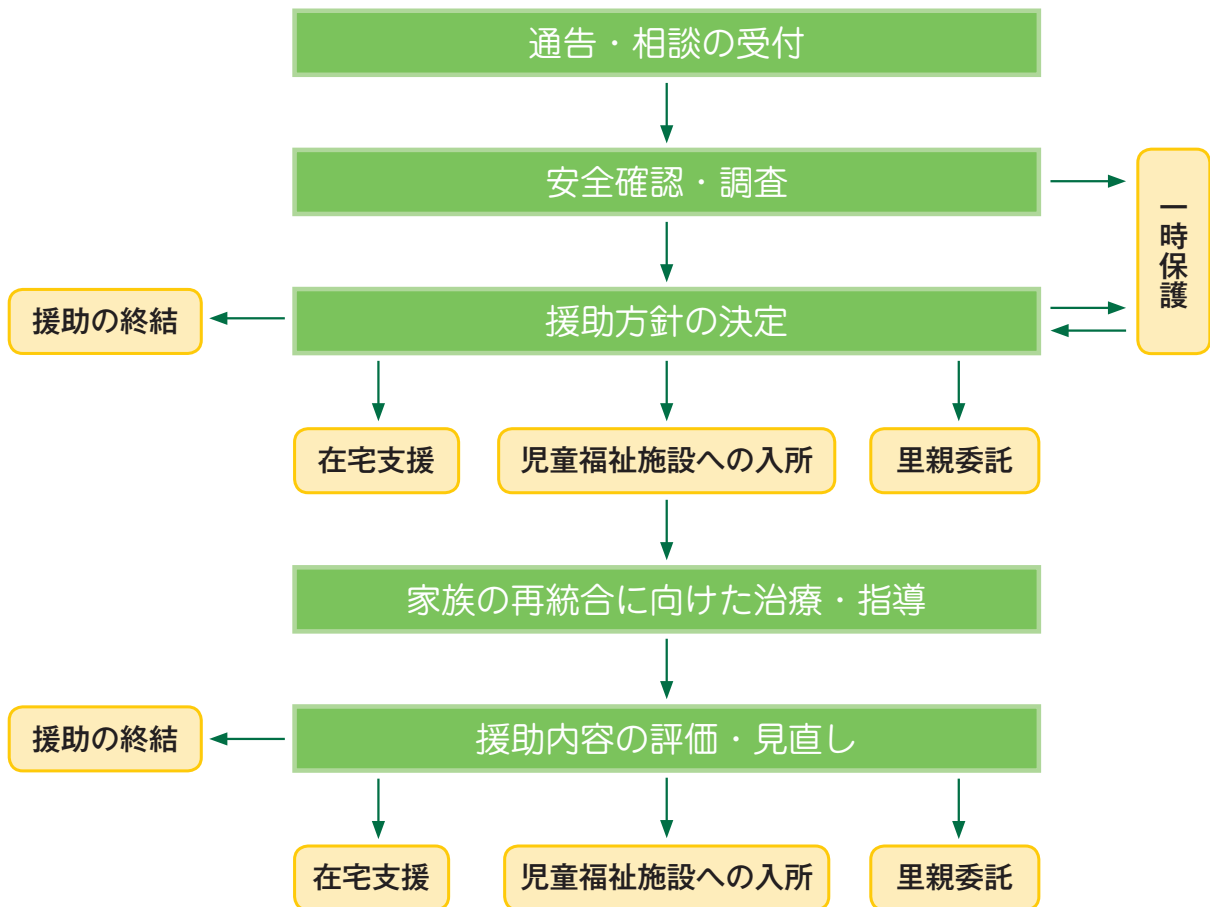 通告・相談の受付
安全確認・調査
一時保護
援助の終結
援助方針の決定
在宅支援
児童福祉施設への入所
里親委託
家族の再統合に向けた治療・指導
援助の終結
援助内容の評価・見直し
在宅支援
児童福祉施設への入所
里親委託